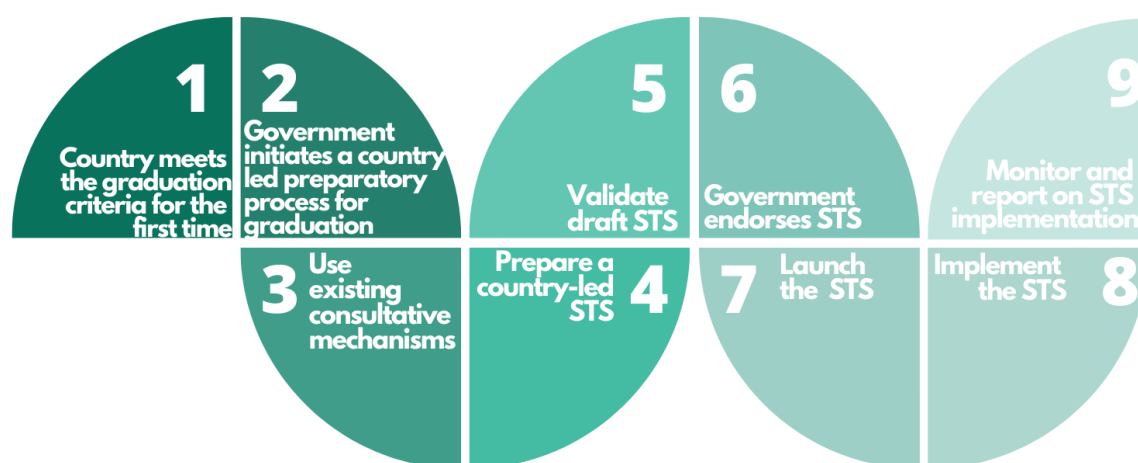 1
Country meets
the graduation
criteria for the
first time
2
Government
initiates a country
led preparatory
process for
graduation
3
Use
existing
consultative
mechanisms
4
Prepare a
country-led
STS
5
Validate
draft STS
6
Government
endorses STS
7
Launch
the STS
8
Implement
the STS
9
Monitor and
report on STS
implementation